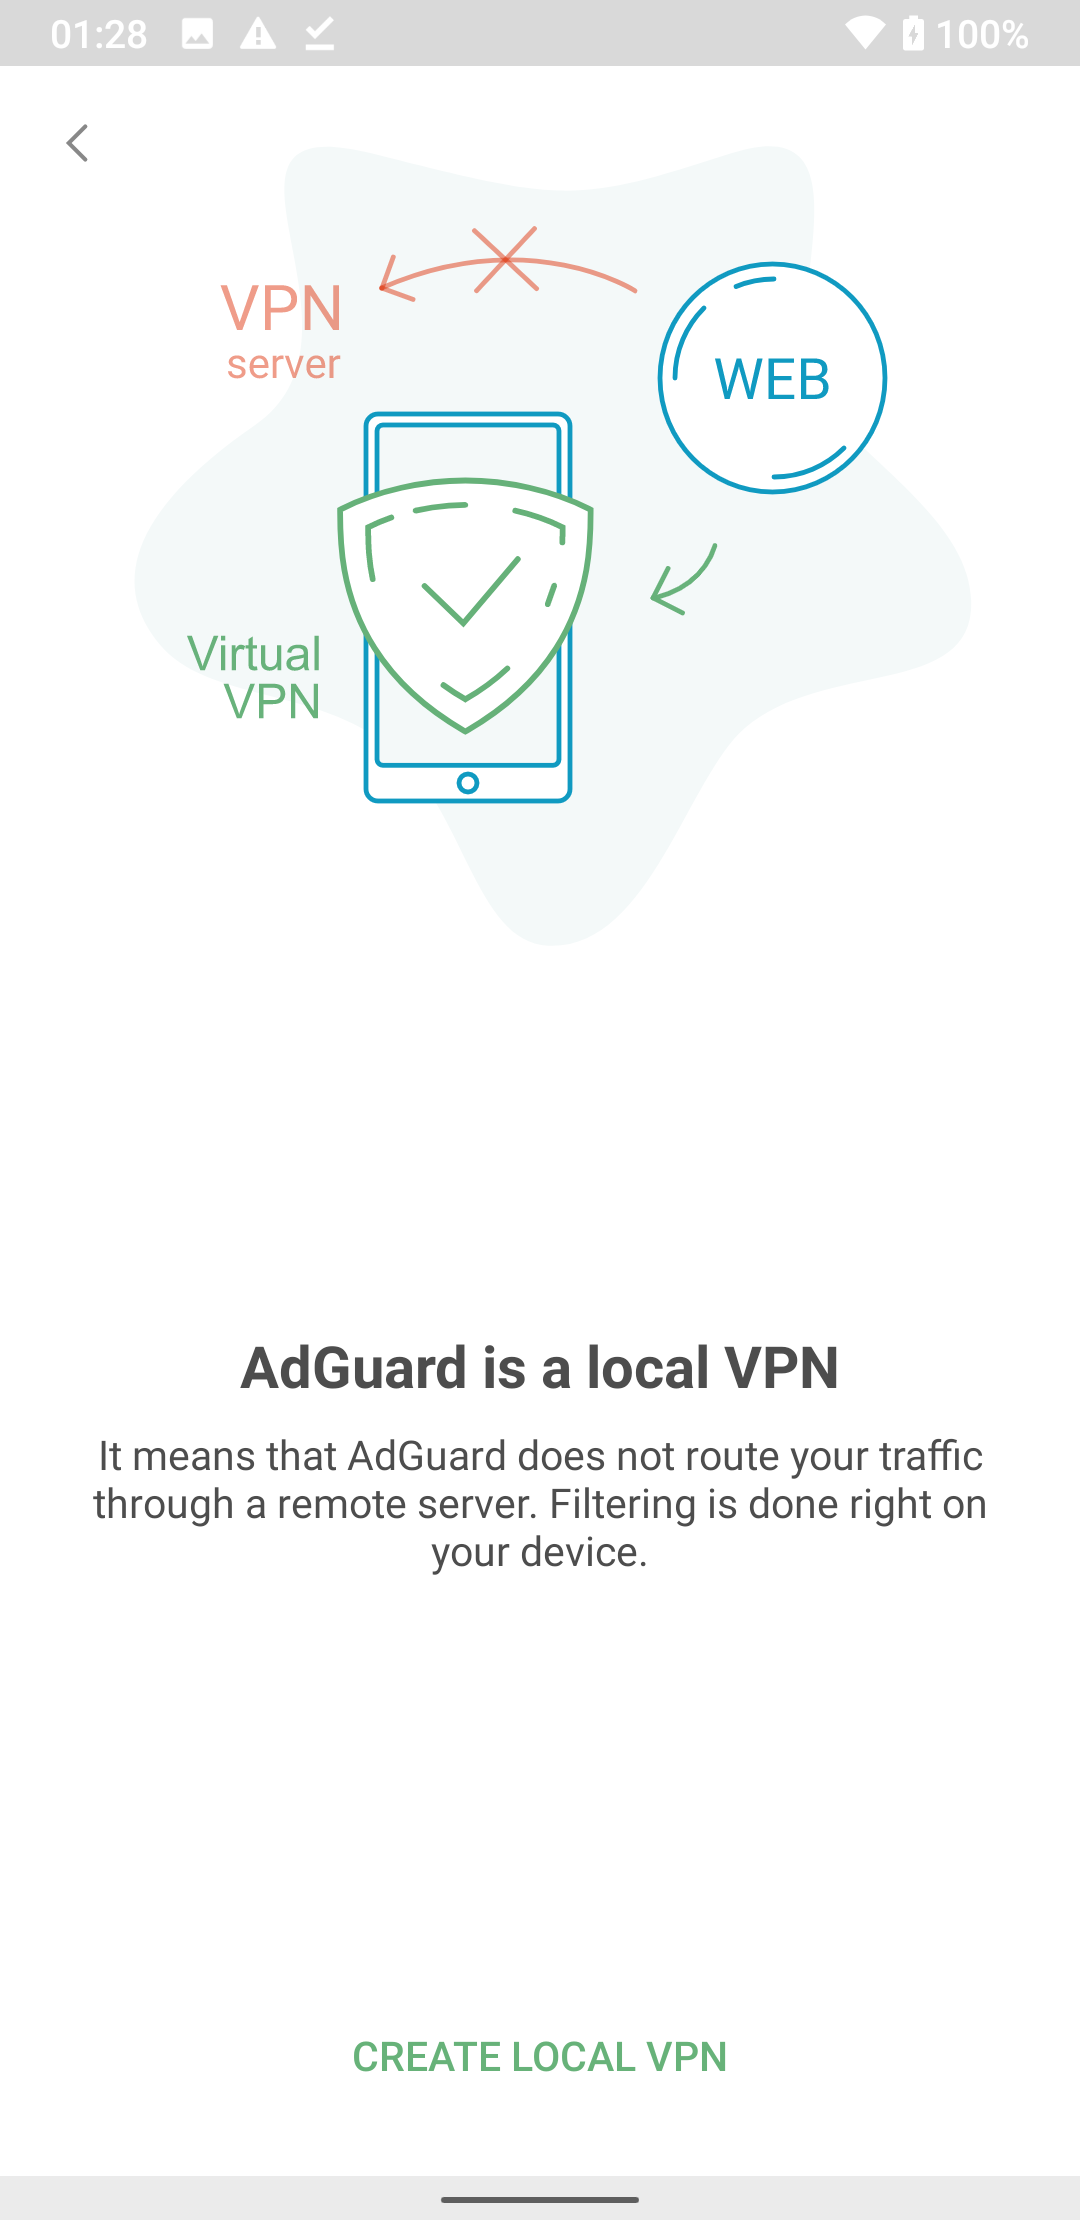 01:28
100%
VPN
server
WEB
Virtual
VPN
AdGuard is a local VPN
It means that AdGuard does not route your traffic
through a remote server. Filtering is done right on
your device.
CREATE LOCAL VPN